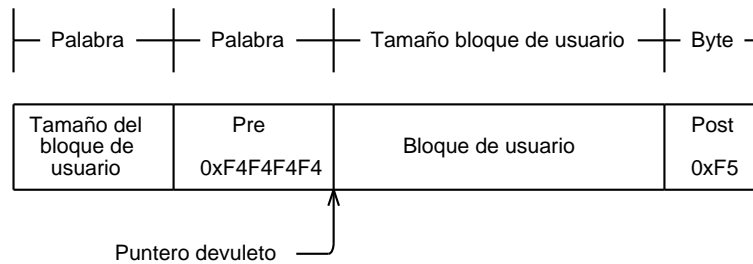 Palabra Palabra Tamaño bloque de usuario Byte
Tamaño del
bloque de
usuario
Pre
0xF4F4F4F4
Bloque de usuario
Post
0xF5
Puntero devuleto